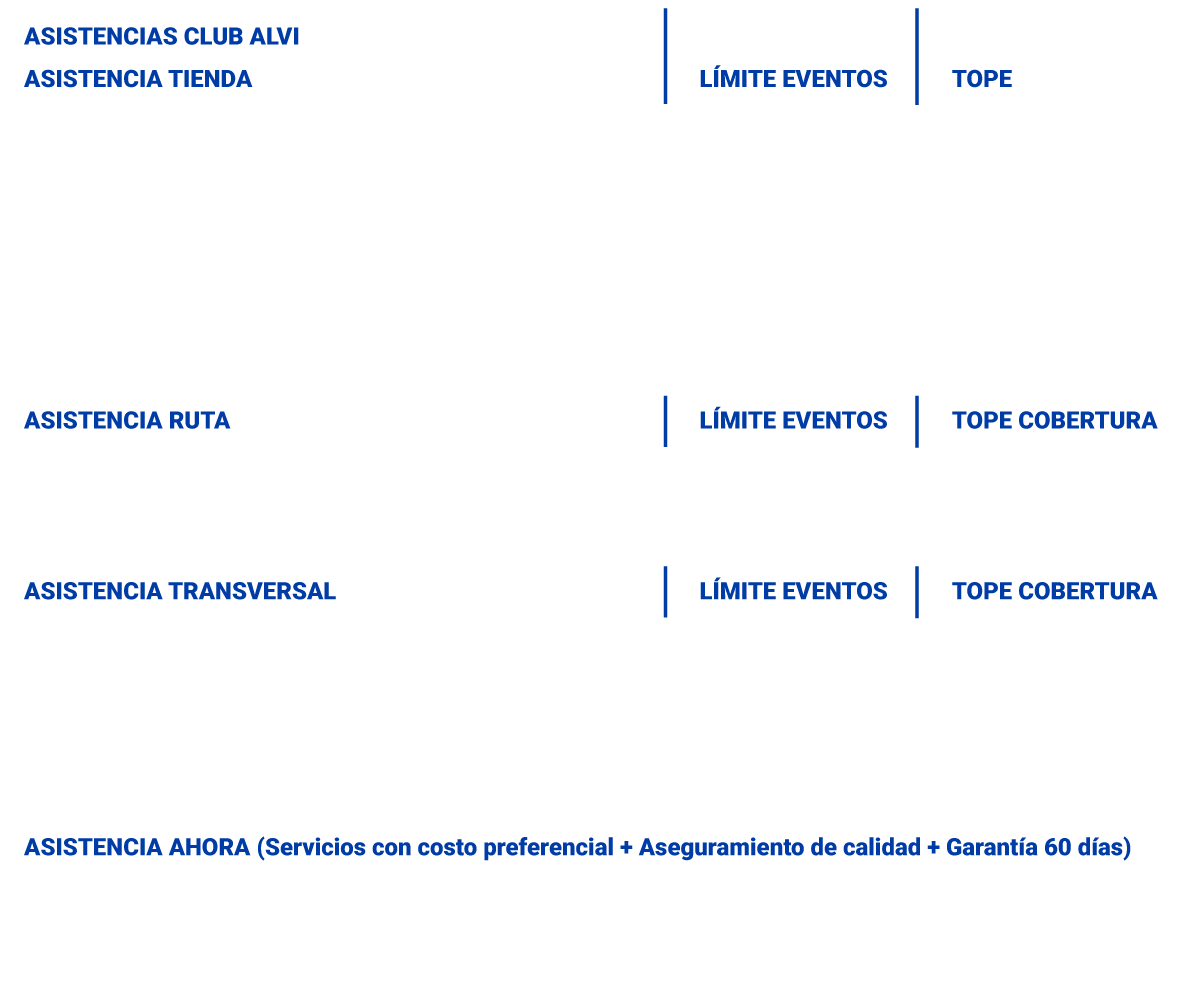 ASISTENCIAS CLUB ALVI
ASISTENCIA TIENDA LÍMITE EVENTOS TOPE
ASISTENCIA RUTA LÍMITE EVENTOS TOPE COBERTURA
ASISTENCIA TRANSVERSAL LÍMITE EVENTOS TOPE COBERTURA
ASISTENCIA AHORA (Servicios con costo preferencial + Aseguramiento de calidad + Garantía 60 días)